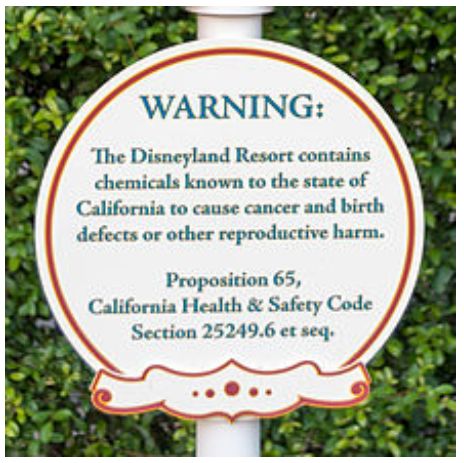 WARNING:
The Disneyland Resort contains
chemicals known to the state of
California to cause cancer and birth
defects or other reproductive harm.
Proposition 65,
California Health & Safety Code
Section 25249.6 et seq.